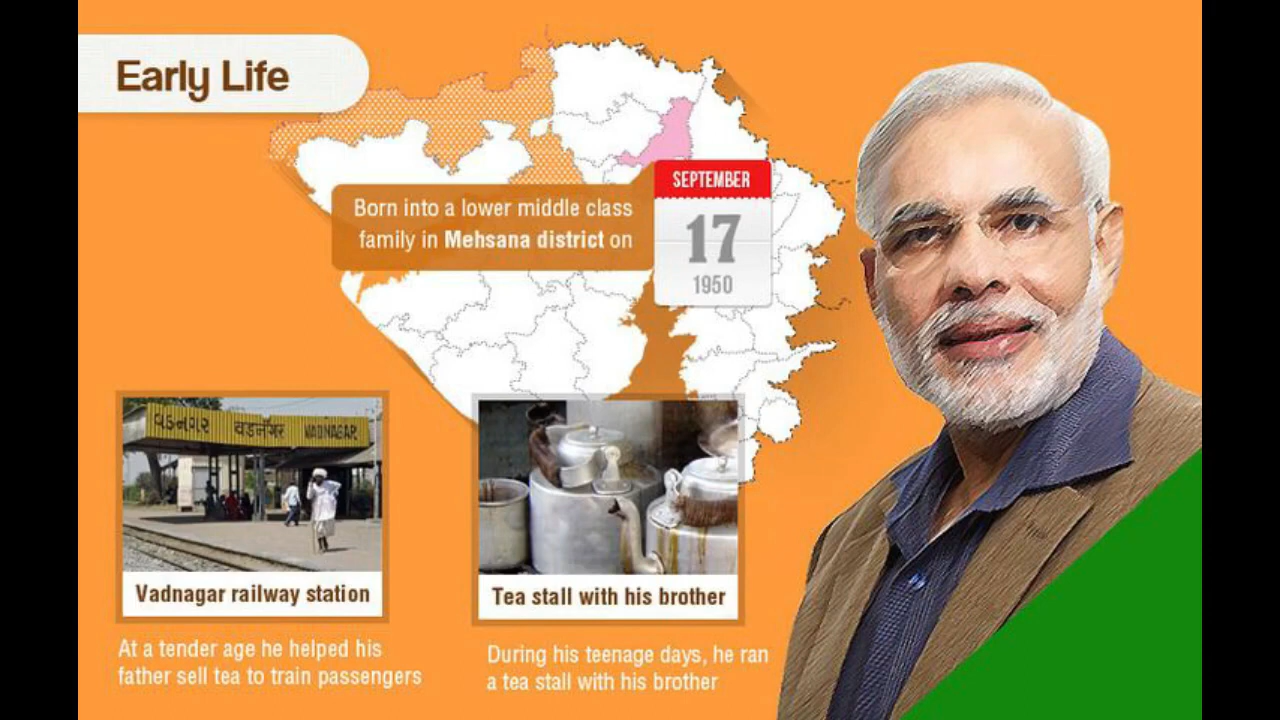 Early Life
Born into a lower middle class
family in Mehsana district on
SEPTEMBER
17
1950
વડનગર वडनगर VADNAGAR
Vadnagar railway station
At a tender age he helped his
father sell tea to train passengers
Tea stall with his brother
During his teenage days, he ran
a tea stall with his brother